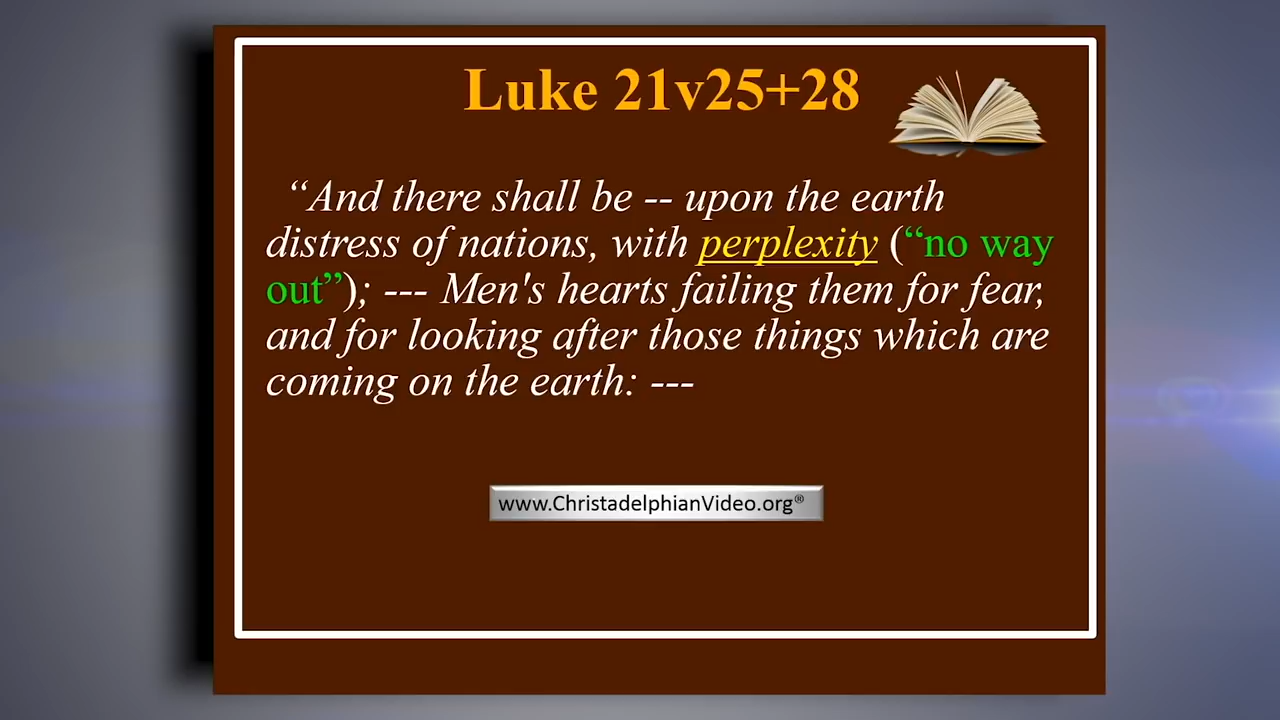 Luke 21v25+28
“And there shall be -- upon the earth
distress of nations, with perplexity (“no way
out”); --- Men's hearts failing them for fear,
and for looking after those things which are
coming on the earth: ---
www.ChristadelphianVideo.org®